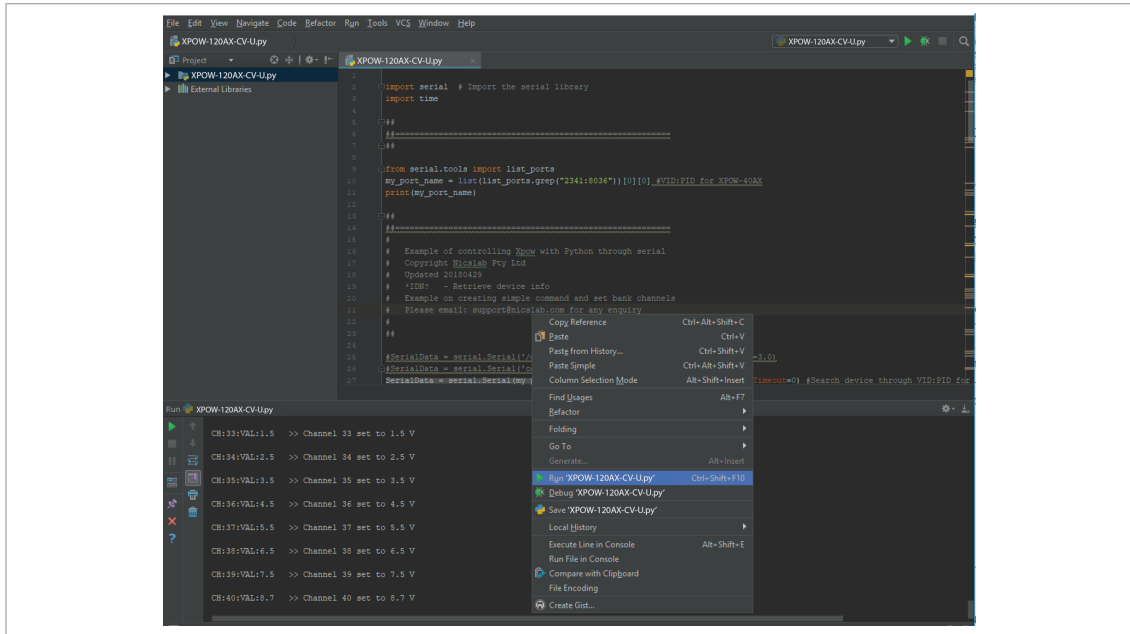 File Edit View Navigate Code Refactor Run Tools VCS Window Help
XPOW-120AX-CV-U.py
XPOW-120AX-CV-U.py
Project
XPOW-120AX-CV-U.py
XPOW-120AX-CV-U.py
External Libraries
1
2 import serial # Import the serial library
3 import time
4
5 ##
6 ##=========================================================
7 ##
8
9 from serial.tools import list_ports
10 my_port_name = list(list_ports.grep("2341:8036"))[0][0] #VID:PID for XPOW-40AX
11 print(my_port_name)
12
13 ##
14 ##=========================================================
15 #
16 # Example of controlling Xpow with Python through serial
17 # Copyright Nicslab Pty Ltd
18 # Updated 20180429
19 # *IDN? - Retrieve device info
20 # Example on creating simple command and set bank channels
21 # Please email: support@nicslab.com for any enquiry
22 #
23 ##
24
25 #SerialData = serial.Serial('/ =3.0)
26 #SerialData = serial.Serial('co
27 SerialData = serial.Serial(my Timeout=0) #Search device through VID:PID for
Copy Reference Ctrl+Alt+Shift+C
Paste Ctrl+V
Paste from History... Ctrl+Shift+V
Paste Simple Ctrl+Alt+Shift+V
Column Selection Mode Alt+Shift+Insert
Find Usages Alt+F7
Refactor
Folding
Go To
Generate... Alt+Insert
Run 'XPOW-120AX-CV-U.py' Ctrl+Shift+F10
Debug 'XPOW-120AX-CV-U.py'
Save 'XPOW-120AX-CV-U.py'
Local History
Execute Line in Console Alt+Shift+E
Run File in Console
Compare with Clipboard
File Encoding
Create Gist...
Run XPOW-120AX-CV-U.py
CH:33:VAL:1.5 >> Channel 33 set to 1.5 V
CH:34:VAL:2.5 >> Channel 34 set to 2.5 V
CH:35:VAL:3.5 >> Channel 35 set to 3.5 V
CH:36:VAL:4.5 >> Channel 36 set to 4.5 V
CH:37:VAL:5.5 >> Channel 37 set to 5.5 V
CH:38:VAL:6.5 >> Channel 38 set to 6.5 V
CH:39:VAL:7.5 >> Channel 39 set to 7.5 V
CH:40:VAL:8.7 >> Channel 40 set to 8.7 V